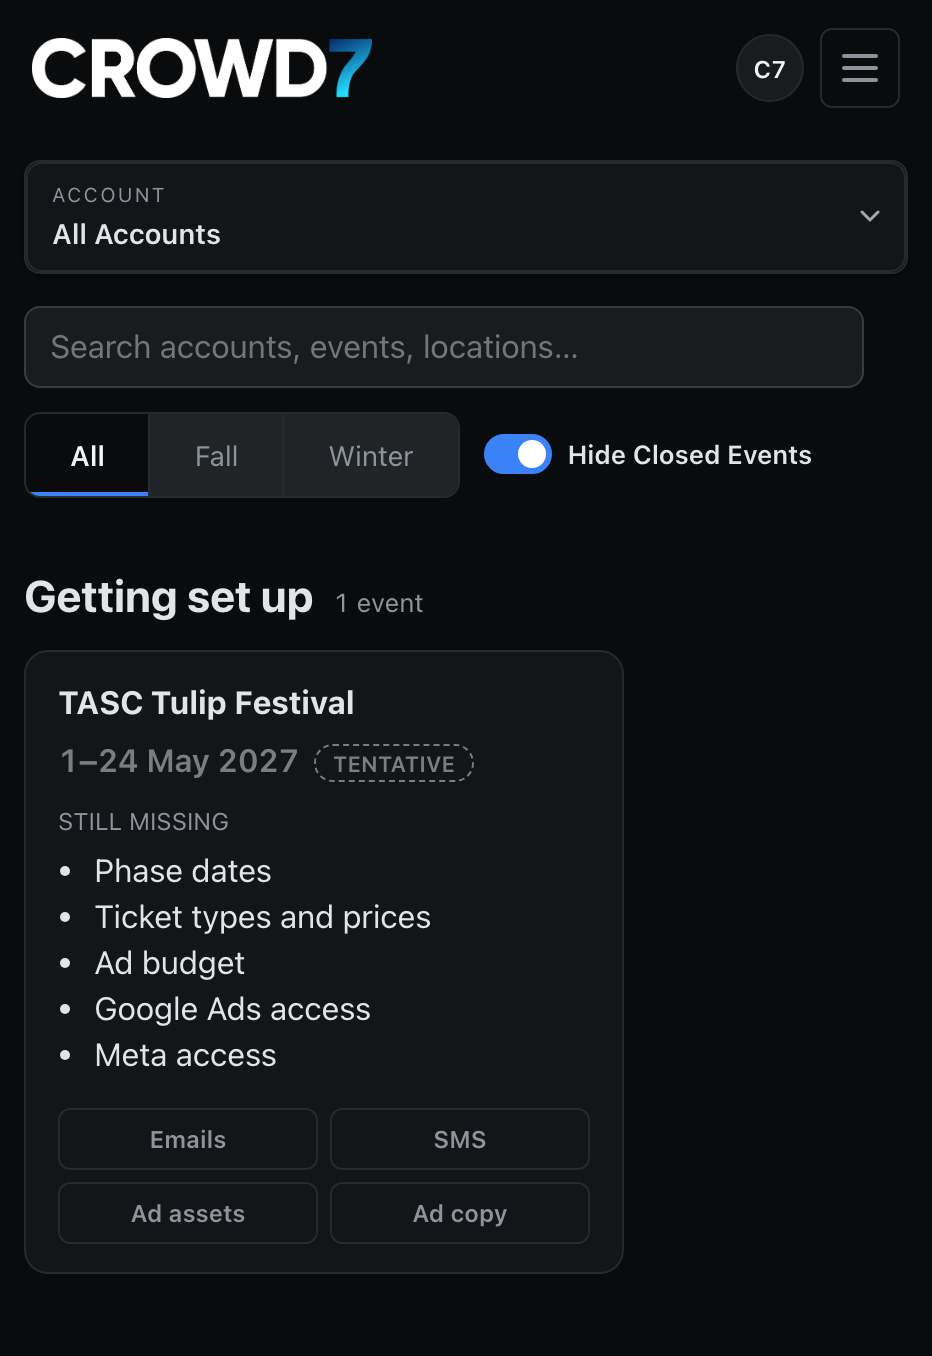 CROWD7
C7
ACCOUNT
All Accounts
Search accounts, events, locations...
All
Fall
Winter
Hide Closed Events
Getting set up
1 event
TASC Tulip Festival
1–24 May 2027
TENTATIVE
STILL MISSING
• Phase dates
• Ticket types and prices
• Ad budget
• Google Ads access
• Meta access
Emails
SMS
Ad assets
Ad copy